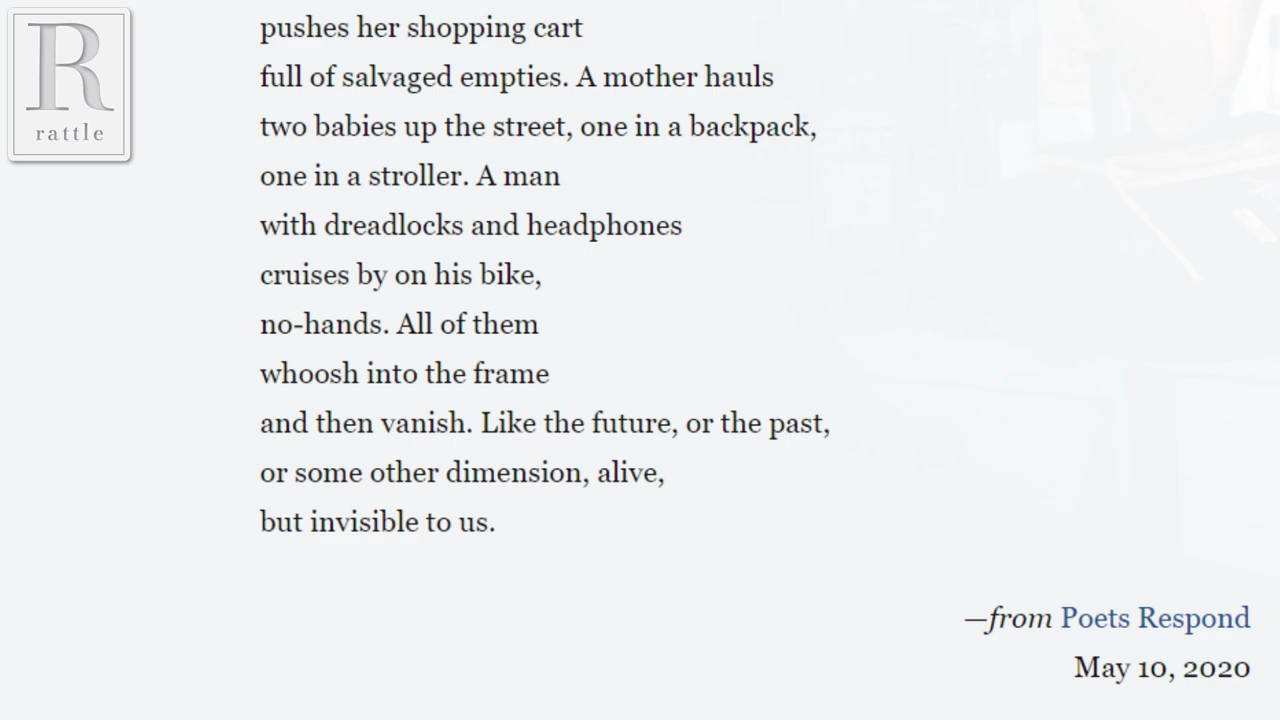 R
rattle
pushes her shopping cart
full of salvaged empties. A mother hauls
two babies up the street, one in a backpack,
one in a stroller. A man
with dreadlocks and headphones
cruises by on his bike,
no-hands. All of them
whoosh into the frame
and then vanish. Like the future, or the past,
or some other dimension, alive,
but invisible to us.
—from Poets Respond
May 10, 2020